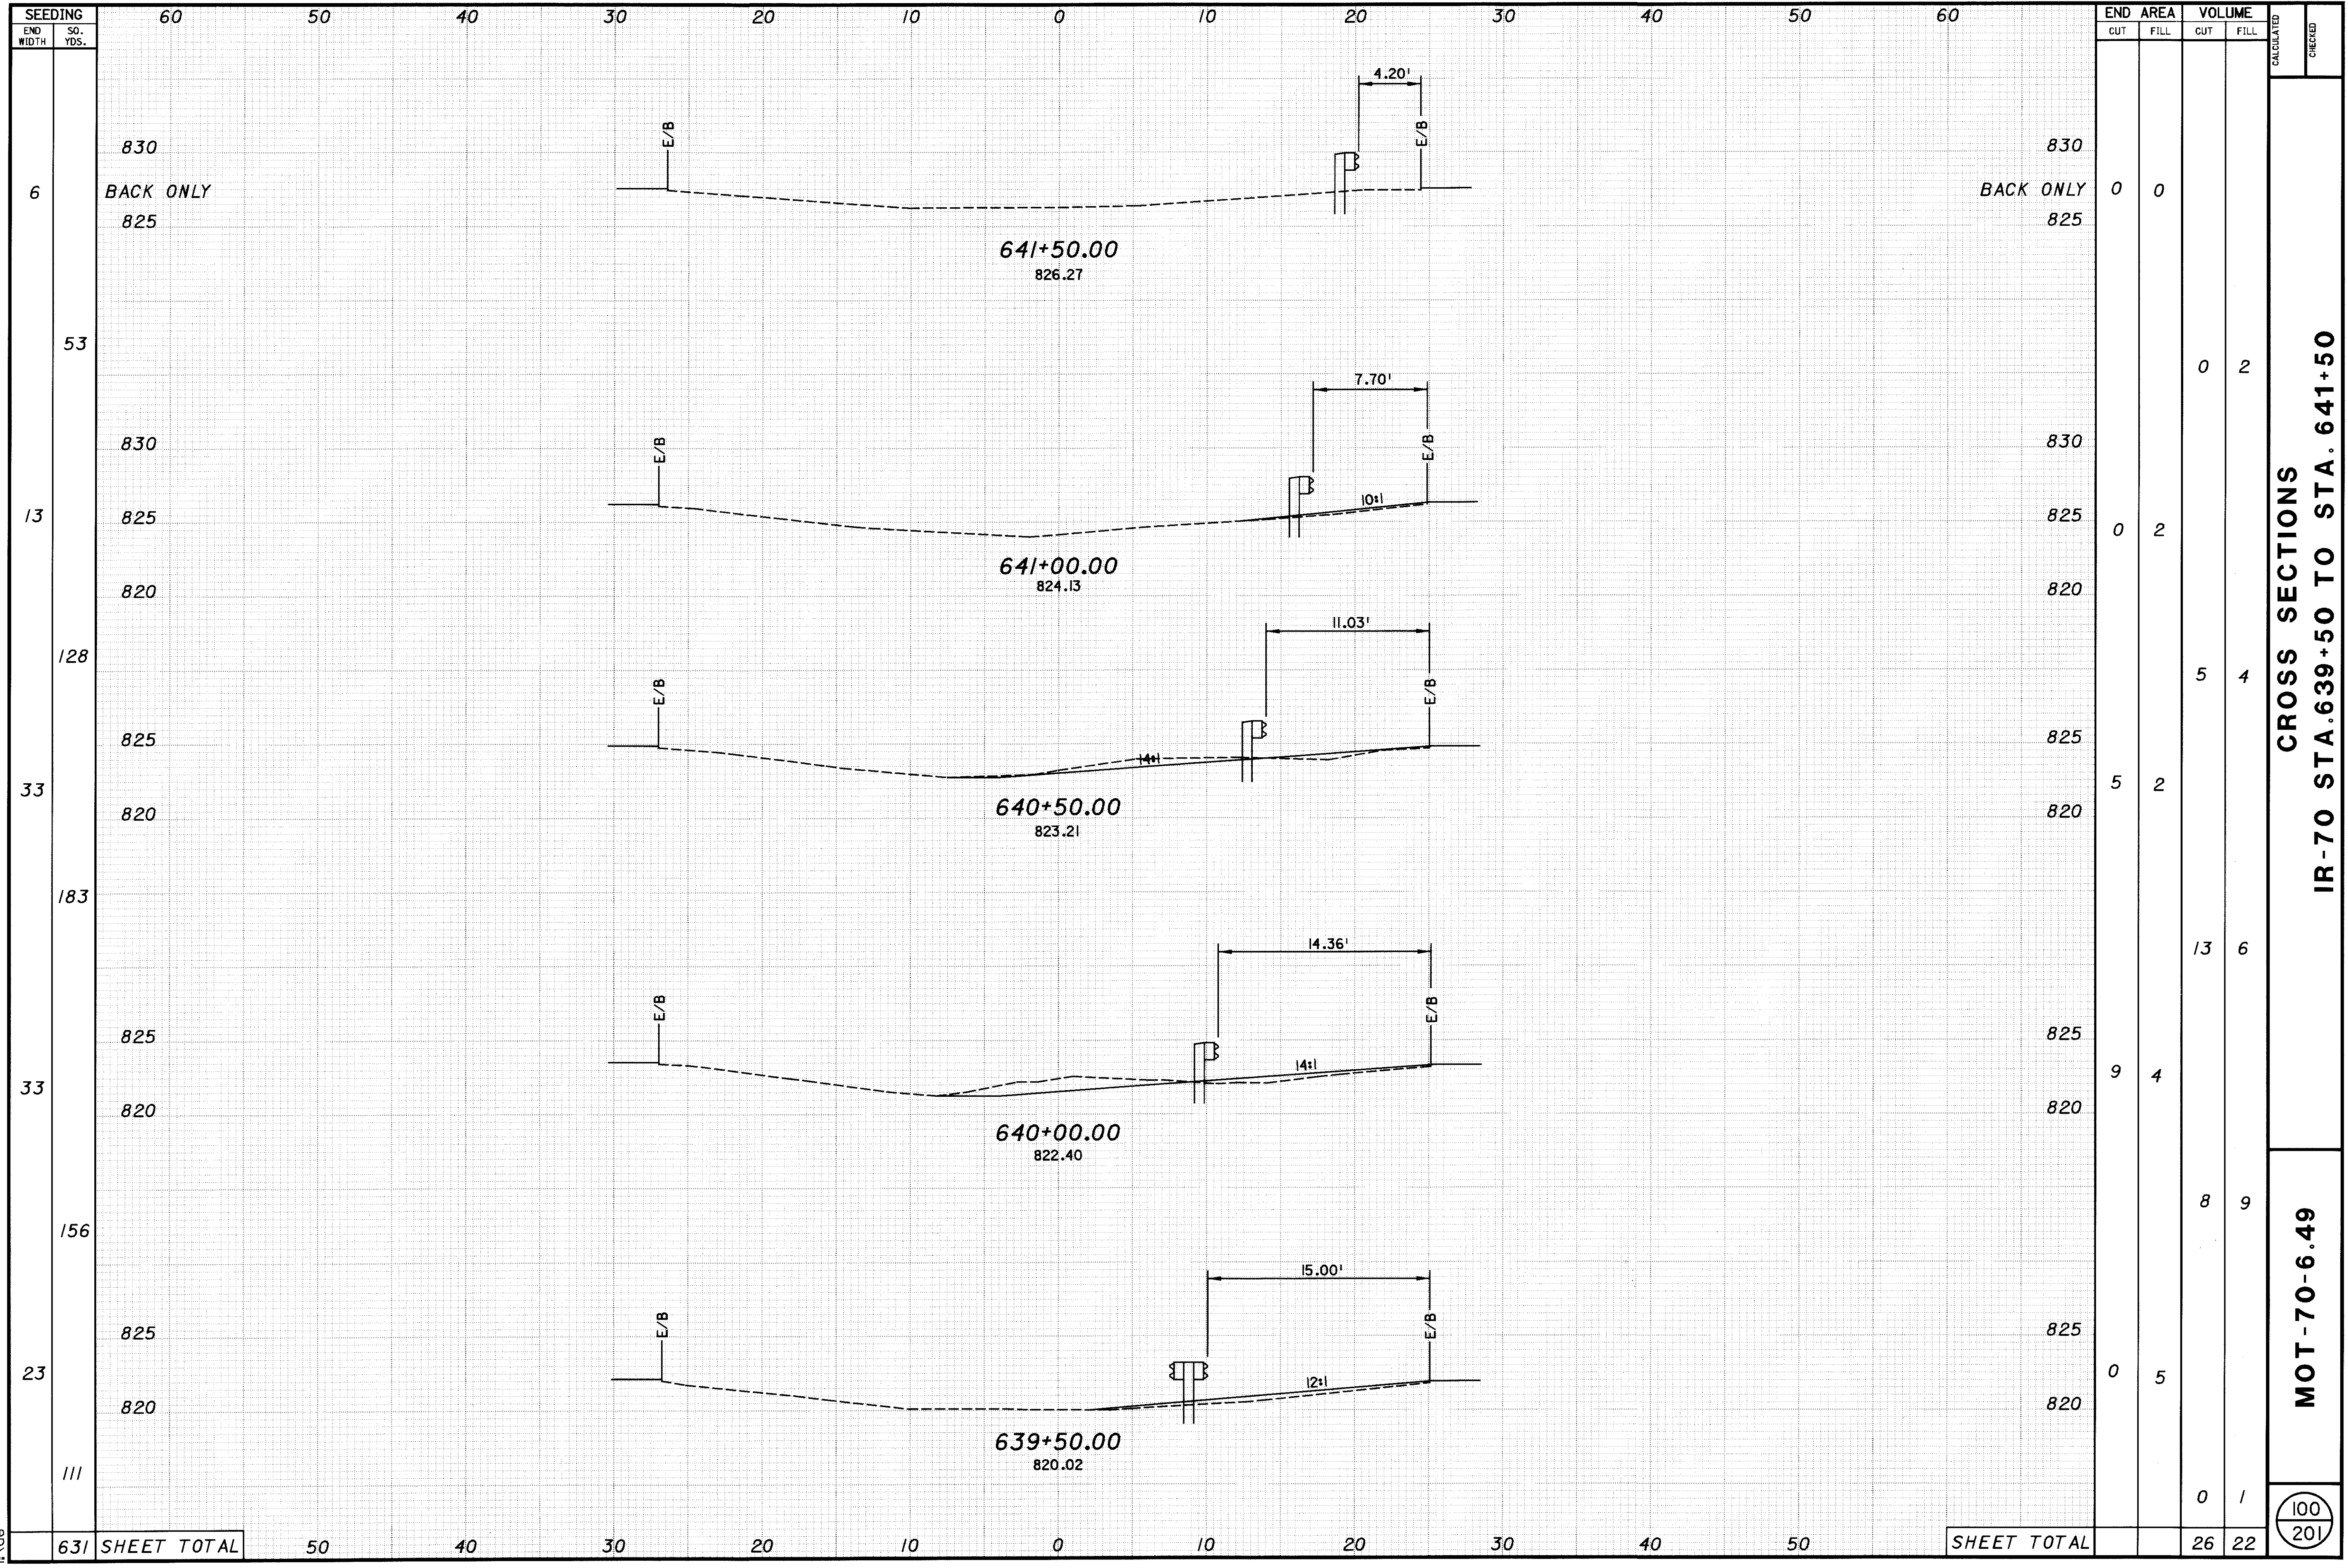 SEEDING
END WIDTH
SO. YDS.
60 50 40 30 20 10 0 10 20 30 40 50 60
END AREA
VOLUME
CUT FILL CUT FILL
CALCULATED
CHECKED
4.20'
E/B
E/B
830
830
6
BACK ONLY
BACK ONLY
0 0
825
825
641+50.00
826.27
53
0 2
7.70'
E/B
E/B
830
830
10:1
13
825
825
0 2
641+00.00
824.13
820
820
11.03'
128
5 4
E/B
E/B
825
825
14:1
33
5 2
640+50.00
823.21
820
820
183
14.36'
13 6
E/B
E/B
825
825
14:1
33
9 4
820
820
640+00.00
822.40
156
8 9
15.00'
E/B
E/B
825
825
12:1
23
0 5
820
820
639+50.00
820.02
111
0 1
631 SHEET TOTAL
50 40 30 20 10 0 10 20 30 40 50
SHEET TOTAL
26 22
CROSS SECTIONS
IR-70 STA.639+50 TO STA. 641+50
MOT-70-6.49
100
201